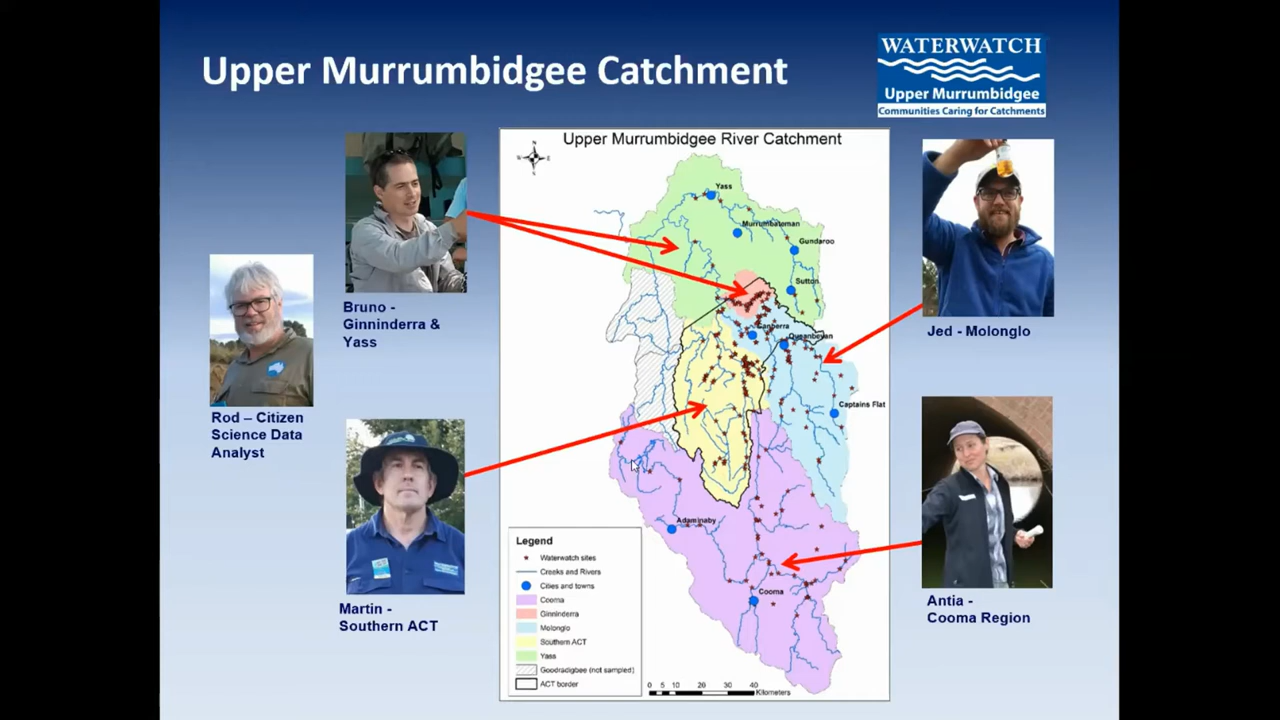 Upper Murrumbidgee Catchment
WATERWATCH
Upper Murrumbidgee
Communities Caring for Catchments
Bruno -
Ginninderra &
Yass
Rod – Citizen
Science Data
Analyst
Martin -
Southern ACT
Upper Murrumbidgee River Catchment
N
W
E
S
Yass
Murrumbateman
Gundaroo
Sutton
Canberra
Queanbeyan
Captains Flat
Adaminaby
Cooma
Legend
Waterwatch sites
Creeks and Rivers
Cities and towns
Cooma
Ginninderra
Molonglo
Southern ACT
Yass
Goodradigbee (not sampled)
ACT border
0 5 10 20 30 40
Kilometers
Jed - Molonglo
Antia -
Cooma Region